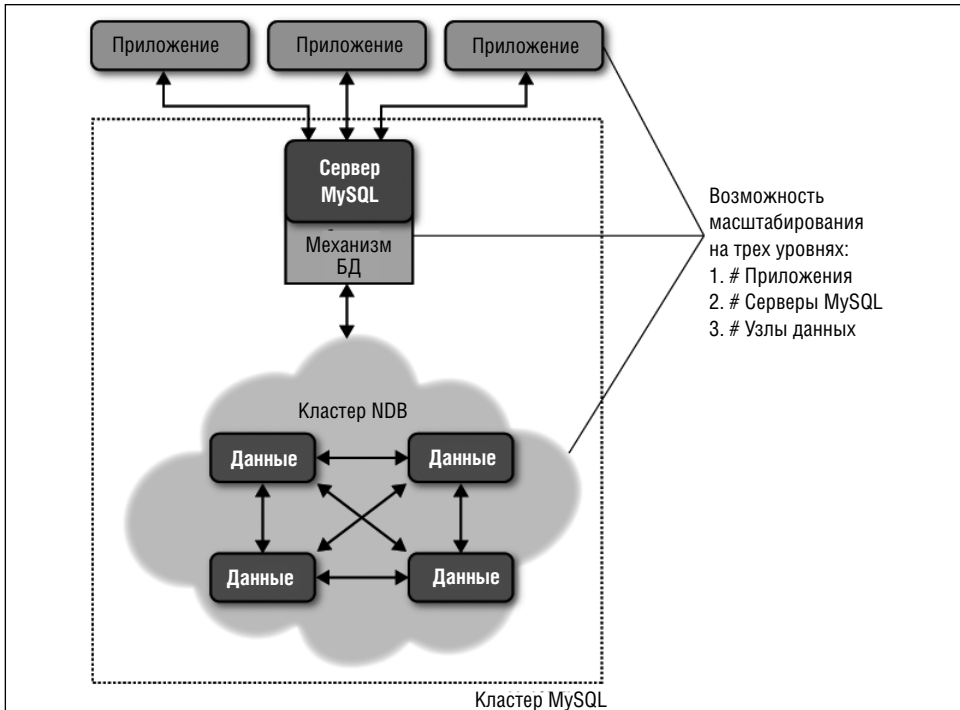 Приложение
Приложение
Приложение
Сервер
MySQL
Механизм
БД
Возможность
масштабирования
на трех уровнях:
1. # Приложения
2. # Серверы MySQL
3. # Узлы данных
Кластер NDB
Данные
Данные
Данные
Данные
Кластер MySQL